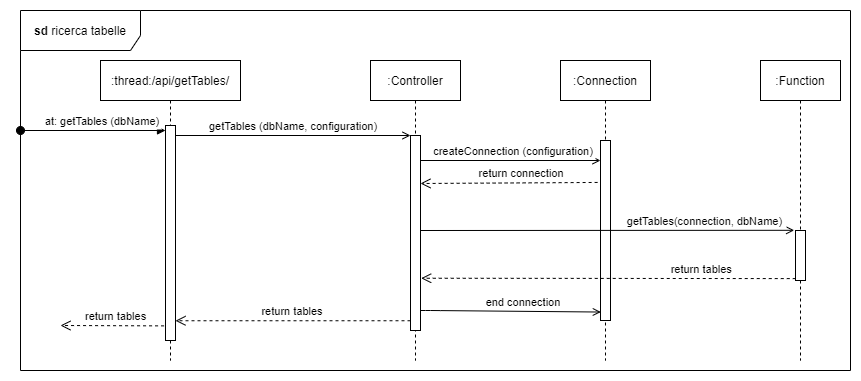 sd ricerca tabelle
:thread:/api/getTables/
:Controller
:Connection
:Function
at: getTables (dbName)
getTables (dbName, configuration)
createConnection (configuration)
return connection
getTables(connection, dbName)
return tables
end connection
return tables
return tables